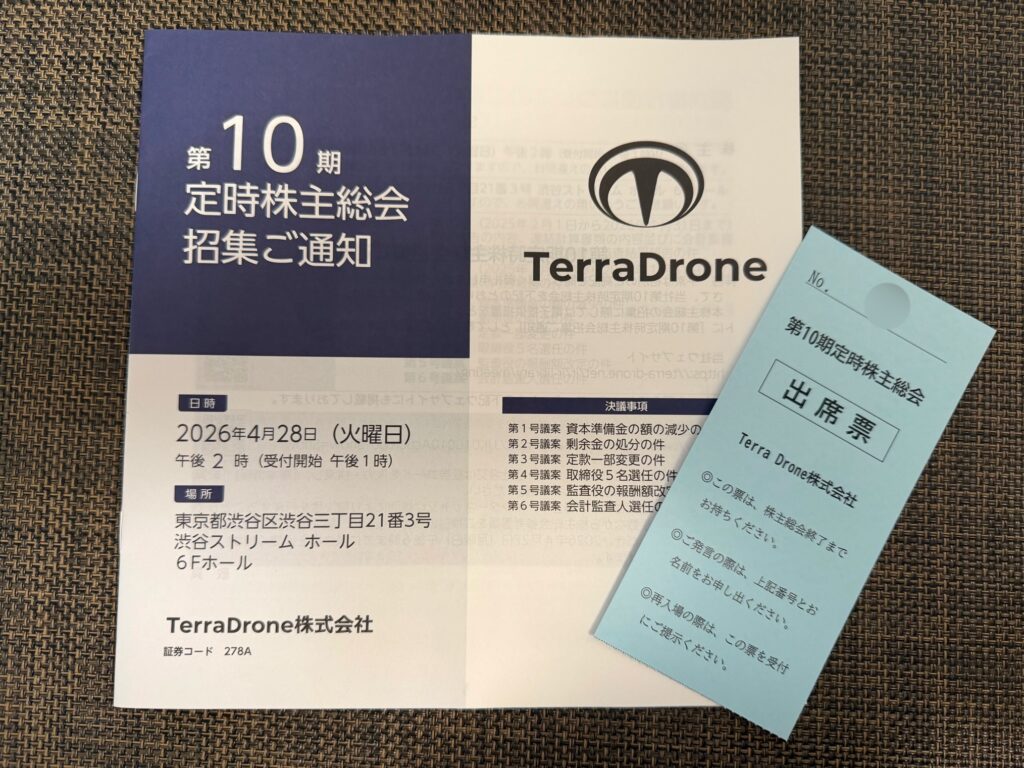 第10期
定時株主総会
招集ご通知
日時
2026年4月28日（火曜日）
午後2時（受付開始 午後1時）
場所
東京都渋谷区渋谷三丁目21番3号
渋谷ストリーム ホール
6Fホール
TerraDrone株式会社
証券コード 278A
TerraDrone
決議事項
第1号議案 資本準備金の額の減少の
第2号議案 剰余金の処分の件
第3号議案 定款一部変更の件
第4号議案 取締役5名選任の件
第5号議案 監査役の報酬額改定
第6号議案 会計監査人選任の
No.
第10期定時株主総会
出席票
Terra Drone株式会社
◎この票は、株主総会終了まで
お持ちください。
◎ご発言の際は、上記番号とお
名前をお申し出ください。
◎再入場の際は、この票を受付
にご提示ください。